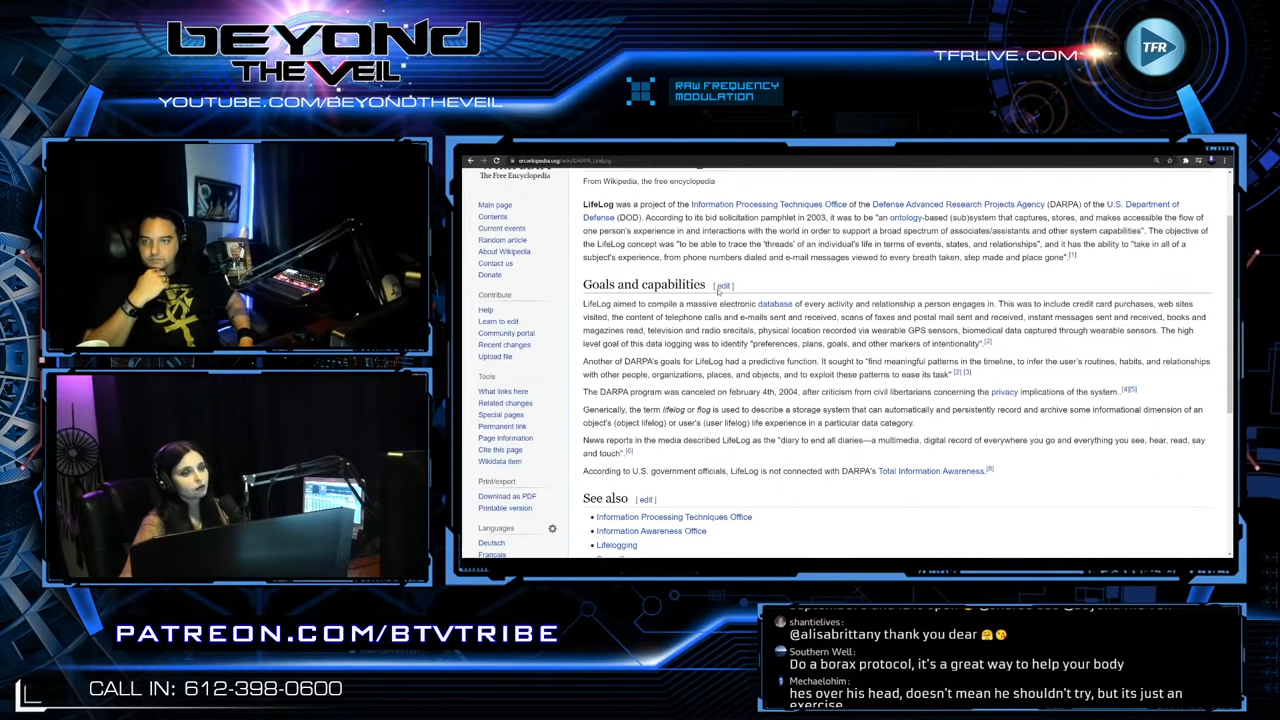 BEYOND
THE VEIL
YOUTUBE.COM/BEYONDTHEVEIL
RAW FREQUENCY
MODULATION
TFRLIVE.COM
TFR
en.wikipedia.org/wiki/DARPA_LifeLog
The Free Encyclopedia
Main page
Contents
Current events
Random article
About Wikipedia
Contact us
Donate
Contribute
Help
Learn to edit
Community portal
Recent changes
Upload file
Tools
What links here
Related changes
Special pages
Permanent link
Page information
Cite this page
Wikidata item
Print/export
Download as PDF
Printable version
Languages
Deutsch
Français
From Wikipedia, the free encyclopedia
LifeLog was a project of the Information Processing Techniques Office of the Defense Advanced Research Projects Agency (DARPA) of the U.S. Department of
Defense (DOD). According to its bid solicitation pamphlet in 2003, it was to be "an ontology-based (sub)system that captures, stores, and makes accessible the flow
of one person's experience in and interactions with the world in order to support a broad spectrum of associates/assistants and other system capabilities". The objective of
the LifeLog concept was "to be able to trace the 'threads' of an individual's life in terms of events, states, and relationships", and it has the ability to "take in all of a
subject's experience, from phone numbers dialed and e-mail messages viewed to every breath taken, step made and place gone".[1]
Goals and capabilities [ edit ]
LifeLog aimed to compile a massive electronic database of every activity and relationship a person engages in. This was to include credit card purchases, web sites
visited, the content of telephone calls and e-mails sent and received, scans of faxes and postal mail sent and received, instant messages sent and received, books and
magazines read, television and radio srecitals, physical location recorded via wearable GPS sensors, biomedical data captured through wearable sensors. The high
level goal of this data logging was to identify "preferences, plans, goals, and other markers of intentionality".[2]
Another of DARPA's goals for LifeLog had a predictive function. It sought to "find meaningful patterns in the timeline, to infer the user's routines, habits, and relationships
with other people, organizations, places, and objects, and to exploit these patterns to ease its task" [2] [3]
The DARPA program was canceled on february 4th, 2004, after criticism from civil libertarians concerning the privacy implications of the system..[4][5]
Generically, the term lifelog or flog is used to describe a storage system that can automatically and persistently record and archive some informational dimension of an
object's (object lifelog) or user's (user lifelog) life experience in a particular data category.
News reports in the media described LifeLog as the "diary to end all diaries—a multimedia, digital record of everywhere you go and everything you see, hear, read, say
and touch".[6]
According to U.S. government officials, LifeLog is not connected with DARPA's Total Information Awareness.[6]
See also [ edit ]
• Information Processing Techniques Office
• Information Awareness Office
• Lifelogging
PATREON.COM/BTVTRIBE
CALL IN: 612-398-0600
shantielives:
@alisabrittany thank you dear 🤗😘
Southern Well:
Do a borax protocol, it's a great way to help your body
Mechaelohim:
hes over his head, doesn't mean he shouldn't try, but its just an
exercise